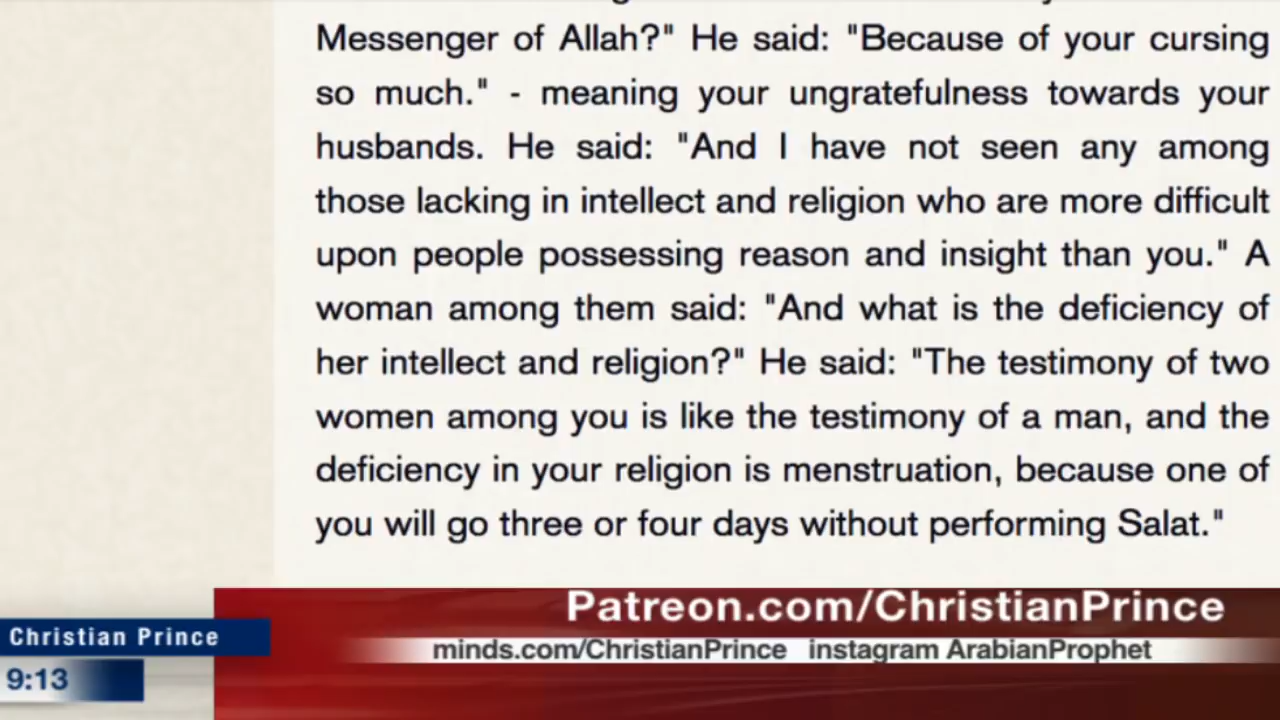 Messenger of Allah?" He said: "Because of your cursing
so much." - meaning your ungratefulness towards your
husbands. He said: "And I have not seen any among
those lacking in intellect and religion who are more difficult
upon people possessing reason and insight than you." A
woman among them said: "And what is the deficiency of
her intellect and religion?" He said: "The testimony of two
women among you is like the testimony of a man, and the
deficiency in your religion is menstruation, because one of
you will go three or four days without performing Salat."
Patreon.com/ChristianPrince
Christian Prince
minds.com/ChristianPrince instagram ArabianProphet
9:13